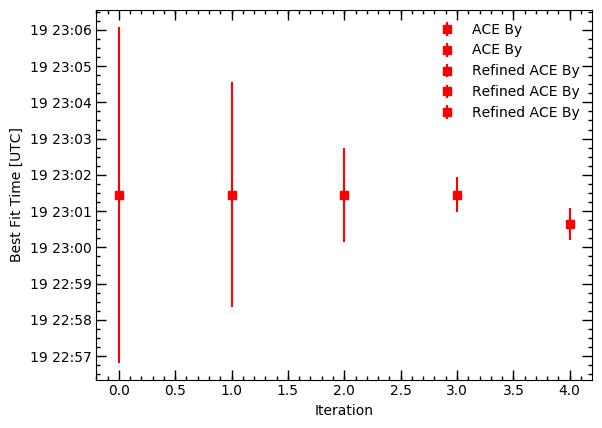 ACE By
ACE By
Refined ACE By
Refined ACE By
Refined ACE By
Best Fit Time [UTC]
19 23:06
19 23:05
19 23:04
19 23:03
19 23:02
19 23:01
19 23:00
19 22:59
19 22:58
19 22:57
0.0 0.5 1.0 1.5 2.0 2.5 3.0 3.5 4.0
Iteration